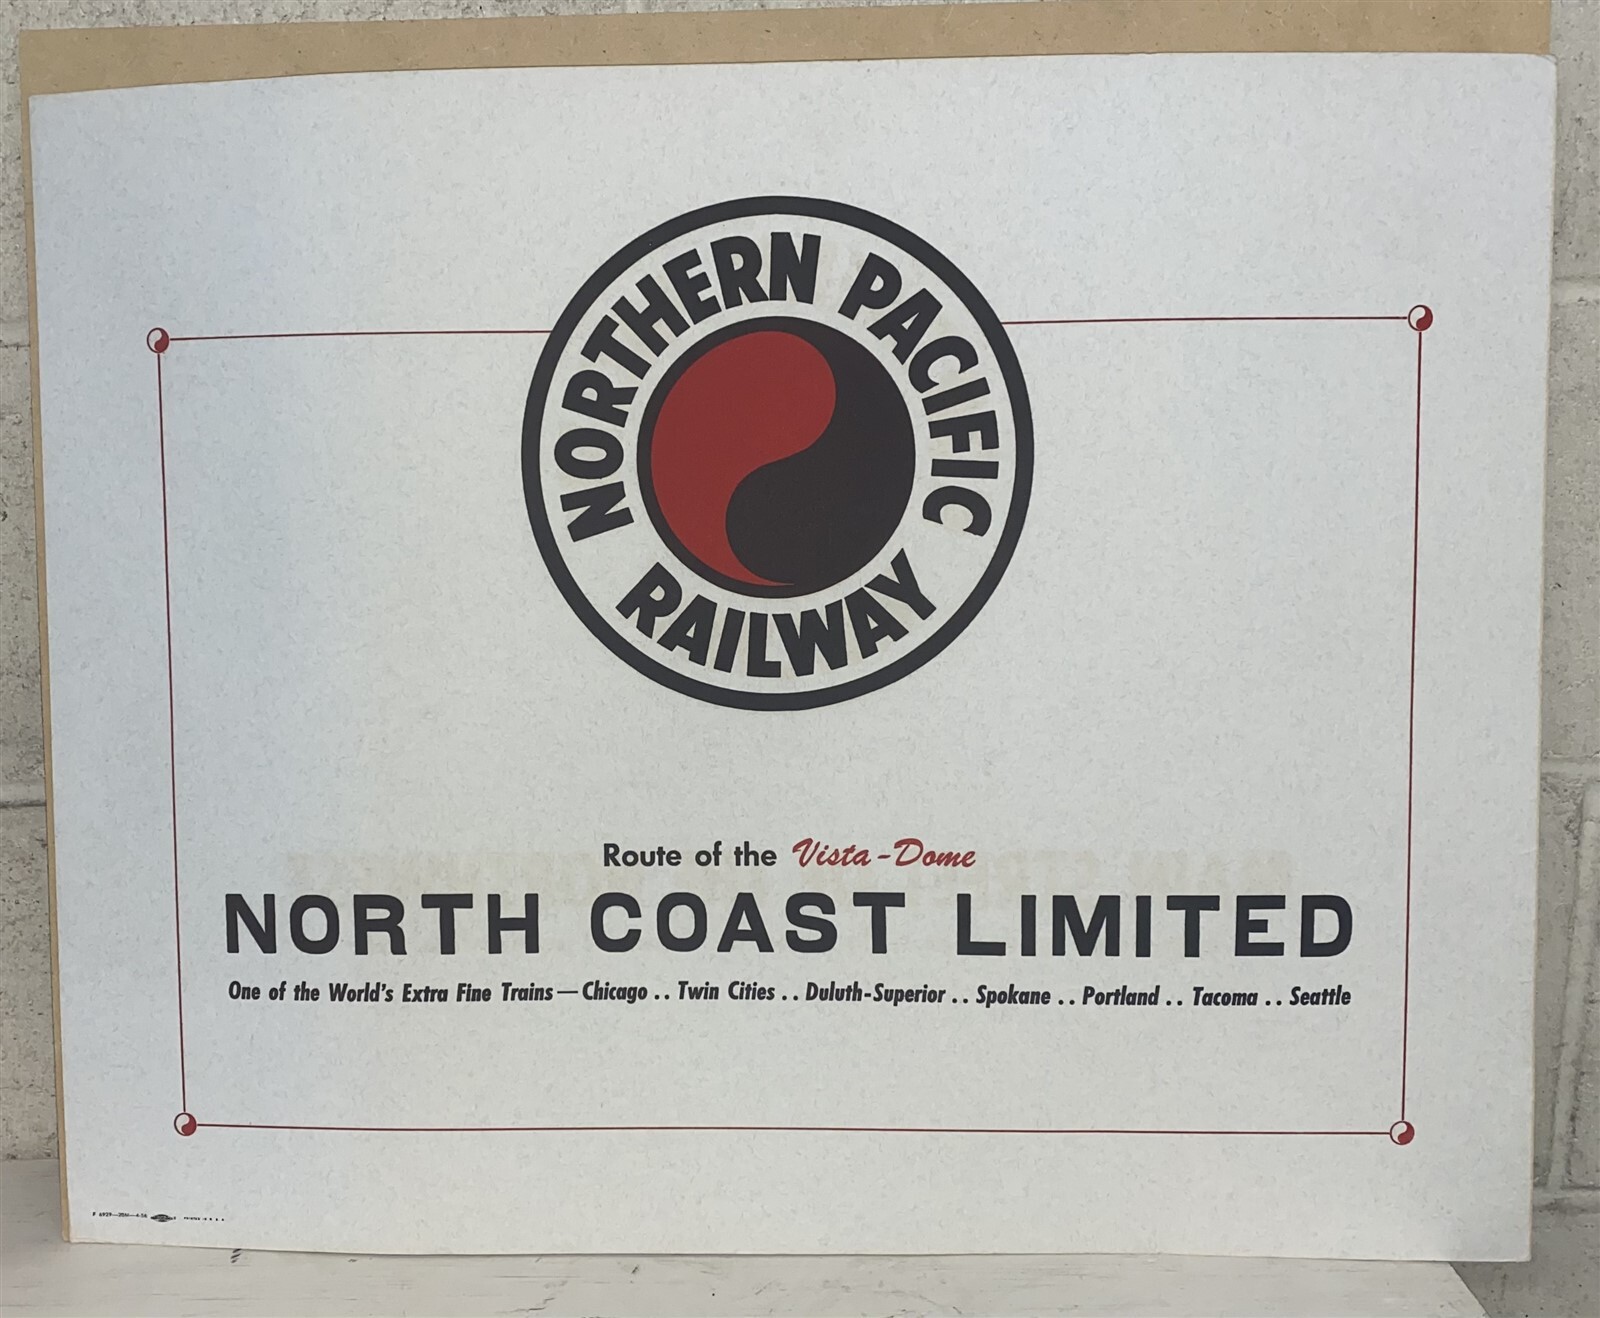 NORTHERN PACIFIC
RAILWAY
Route of the Vista-Dome
NORTH COAST LIMITED
One of the World's Extra Fine Trains—Chicago .. Twin Cities .. Duluth-Superior .. Spokane .. Portland .. Tacoma .. Seattle